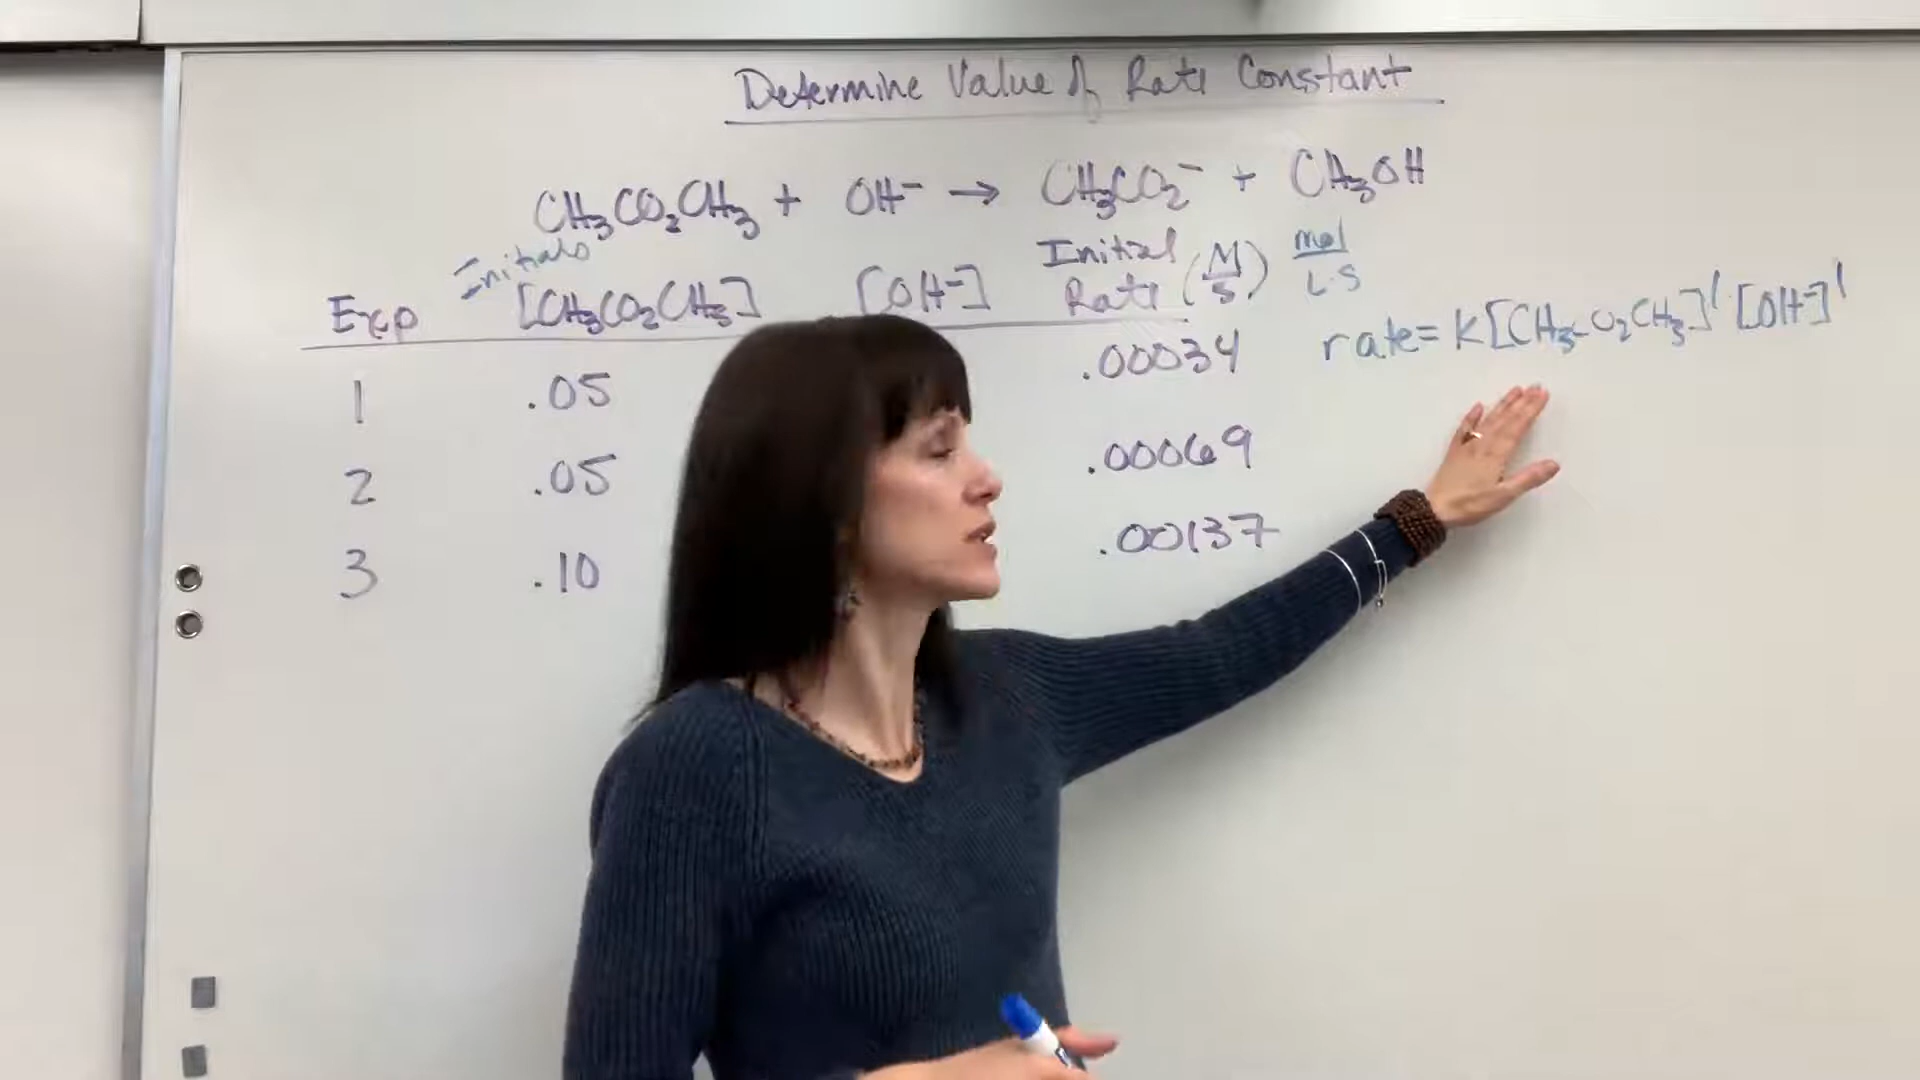 Determine Value of Rate Constant
CH₃CO₂CH₃ + OH⁻ → CH₃CO₂⁻ + CH₃OH
Initials
Exp [CH₃CO₂CH₃] [OH⁻] Initial Rate (M/s) mol/L·s
rate = K[CH₃CO₂CH₃]¹ [OH⁻]¹
1 .05 .00034
2 .05 .00069
3 .10 .00137